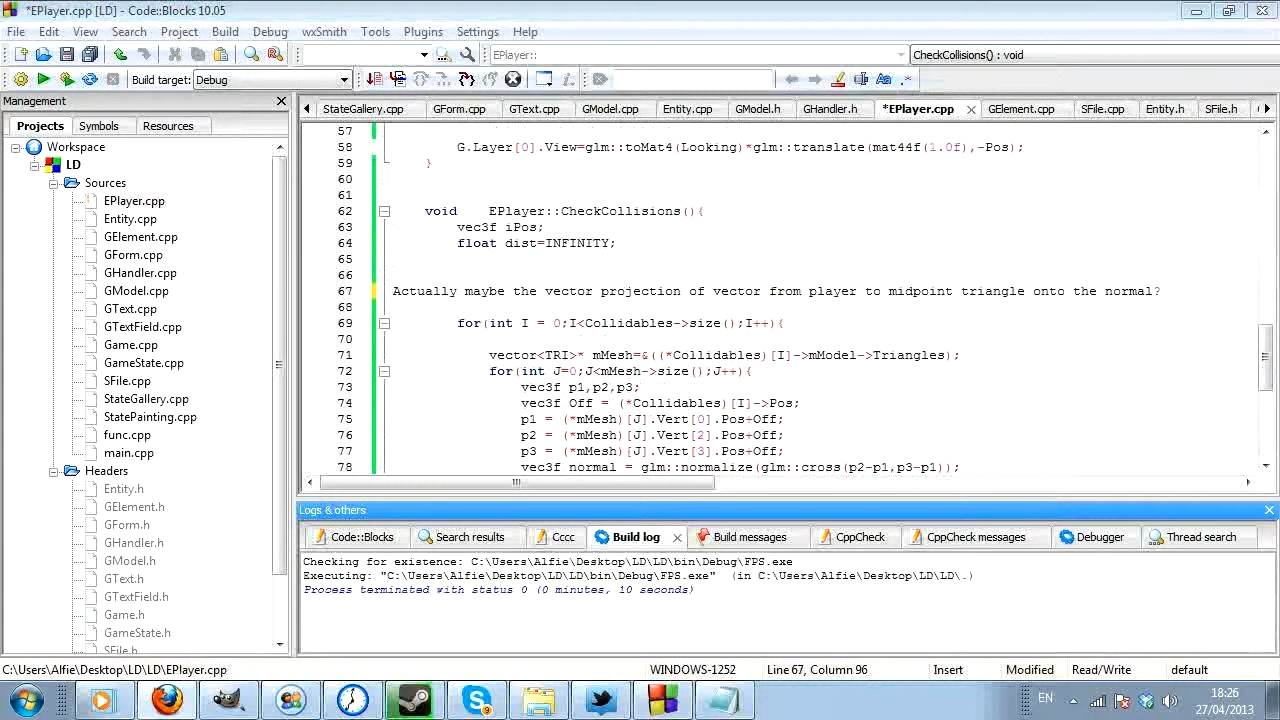 *EPlayer.cpp [LD] - Code::Blocks 10.05
File Edit View Search Project Build Debug wxSmith Tools Plugins Settings Help
EPlayer:: CheckCollisions() : void
Build target: Debug
Management
StateGallery.cpp GForm.cpp GText.cpp GModel.cpp Entity.cpp GModel.h GHandler.h *EPlayer.cpp GElement.cpp SFile.cpp Entity.h SFile.h
Projects Symbols Resources
Workspace
LD
Sources
EPlayer.cpp
Entity.cpp
GElement.cpp
GForm.cpp
GHandler.cpp
GModel.cpp
GText.cpp
GTextField.cpp
Game.cpp
GameState.cpp
SFile.cpp
StateGallery.cpp
StatePainting.cpp
func.cpp
main.cpp
Headers
Entity.h
GElement.h
GForm.h
GHandler.h
GModel.h
GText.h
GTextField.h
Game.h
GameState.h
SFile.h
57
58 G.Layer[0].View=glm::toMat4(Looking)*glm::translate(mat44f(1.0f),-Pos);
59 }
60
61
62 void EPlayer::CheckCollisions(){
63 vec3f iPos;
64 float dist=INFINITY;
65
66
67 Actually maybe the vector projection of vector from player to midpoint triangle onto the normal?
68
69 for(int I = 0;I<Collidables->size();I++){
70
71 vector<TRI>* mMesh=&((*Collidables)[I]->mModel->Triangles);
72 for(int J=0;J<mMesh->size();J++){
73 vec3f p1,p2,p3;
74 vec3f Off = (*Collidables)[I]->Pos;
75 p1 = (*mMesh)[J].Vert[0].Pos+Off;
76 p2 = (*mMesh)[J].Vert[2].Pos+Off;
77 p3 = (*mMesh)[J].Vert[3].Pos+Off;
78 vec3f normal = glm::normalize(glm::cross(p2-p1,p3-p1));
Logs & others
Code::Blocks Search results Cccc Build log Build messages CppCheck CppCheck messages Debugger Thread search
Checking for existence: C:\Users\Alfie\Desktop\LD\LD\bin\Debug\FPS.exe
Executing: "C:\Users\Alfie\Desktop\LD\LD\bin\Debug\FPS.exe" (in C:\Users\Alfie\Desktop\LD\LD\.)
Process terminated with status 0 (0 minutes, 10 seconds)
C:\Users\Alfie\Desktop\LD\LD\EPlayer.cpp WINDOWS-1252 Line 67, Column 96 Insert Modified Read/Write default
EN 18:26
27/04/2013